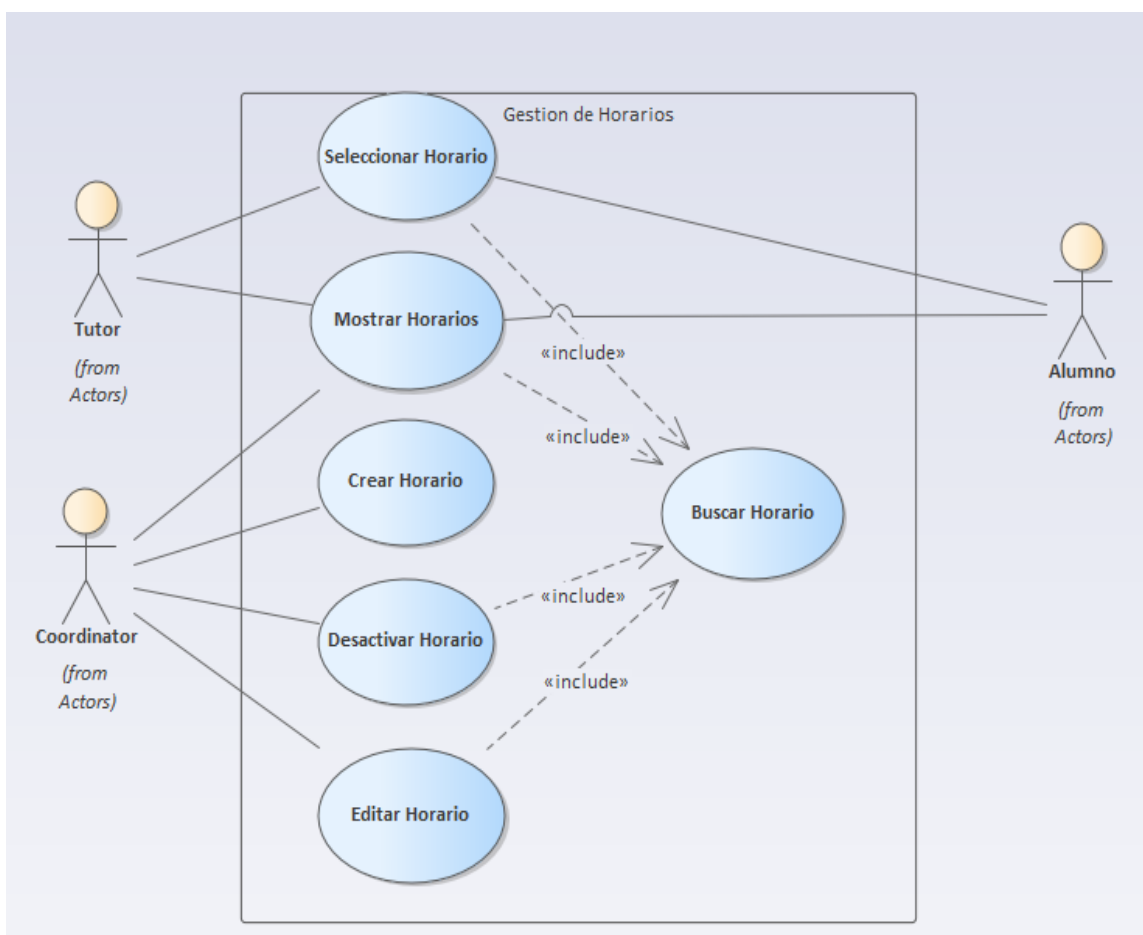 Gestion de Horarios
Seleccionar Horario
Tutor
(from
Actors)
Mostrar Horarios
«include»
«include»
Alumno
(from
Actors)
Crear Horario
Buscar Horario
Coordinator
(from
Actors)
Desactivar Horario
«include»
«include»
Editar Horario